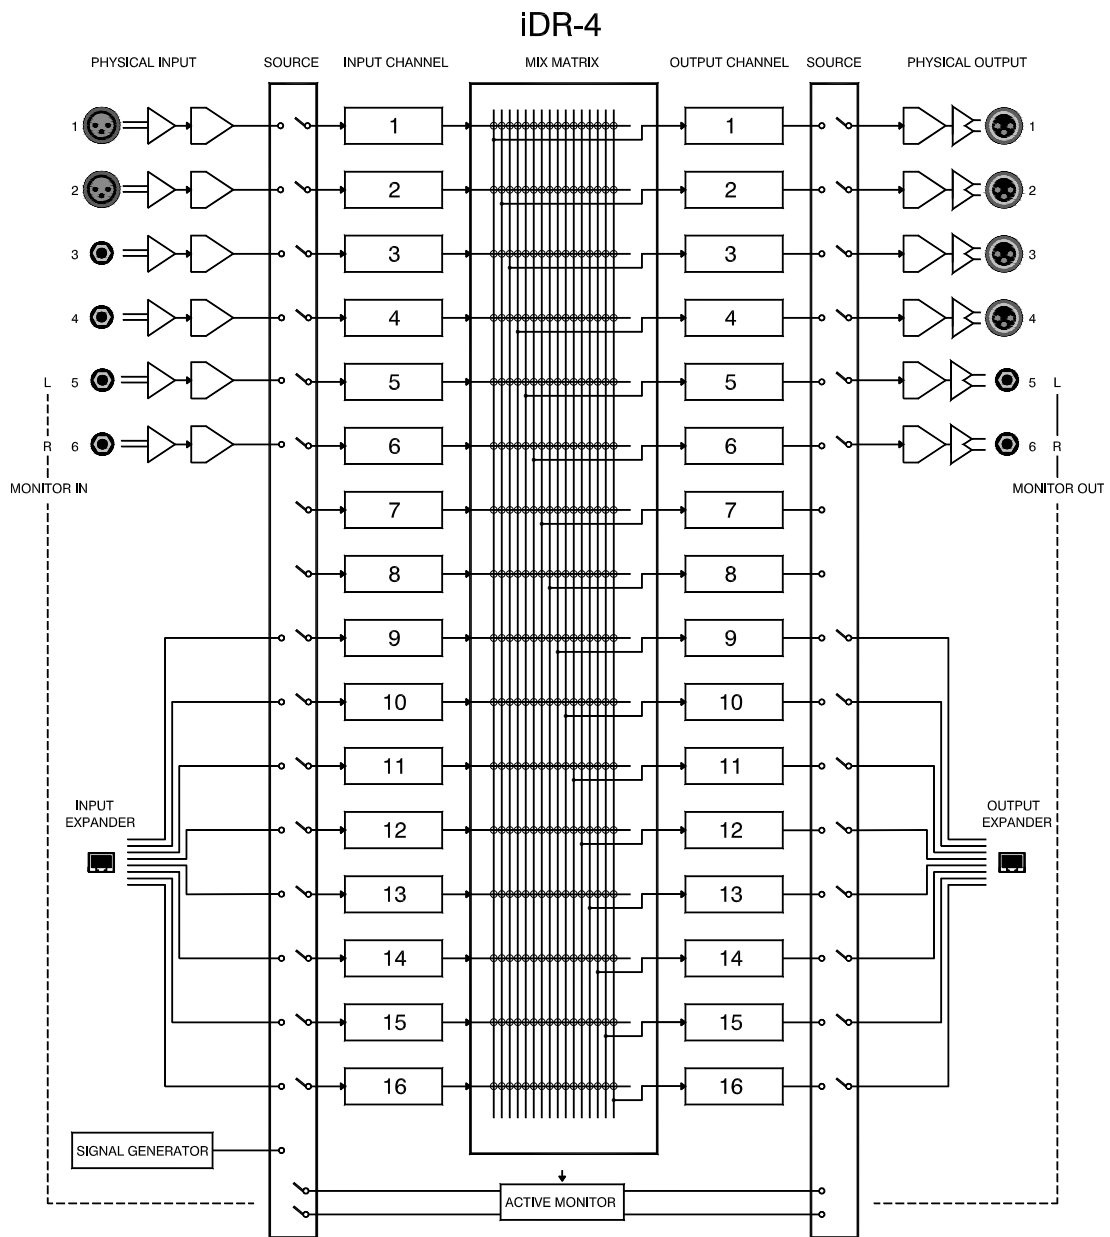 iDR-4
PHYSICAL INPUT SOURCE INPUT CHANNEL MIX MATRIX OUTPUT CHANNEL SOURCE PHYSICAL OUTPUT
1 1 1 1
2 2 2 2
3 3 3 3
4 4 4 4
L 5 5 5 5 L
R 6 6 6 6 R
MONITOR IN MONITOR OUT
7 7
8 8
9 9
10 10
11 11
INPUT EXPANDER OUTPUT EXPANDER
12 12
13 13
14 14
15 15
16 16
SIGNAL GENERATOR
ACTIVE MONITOR